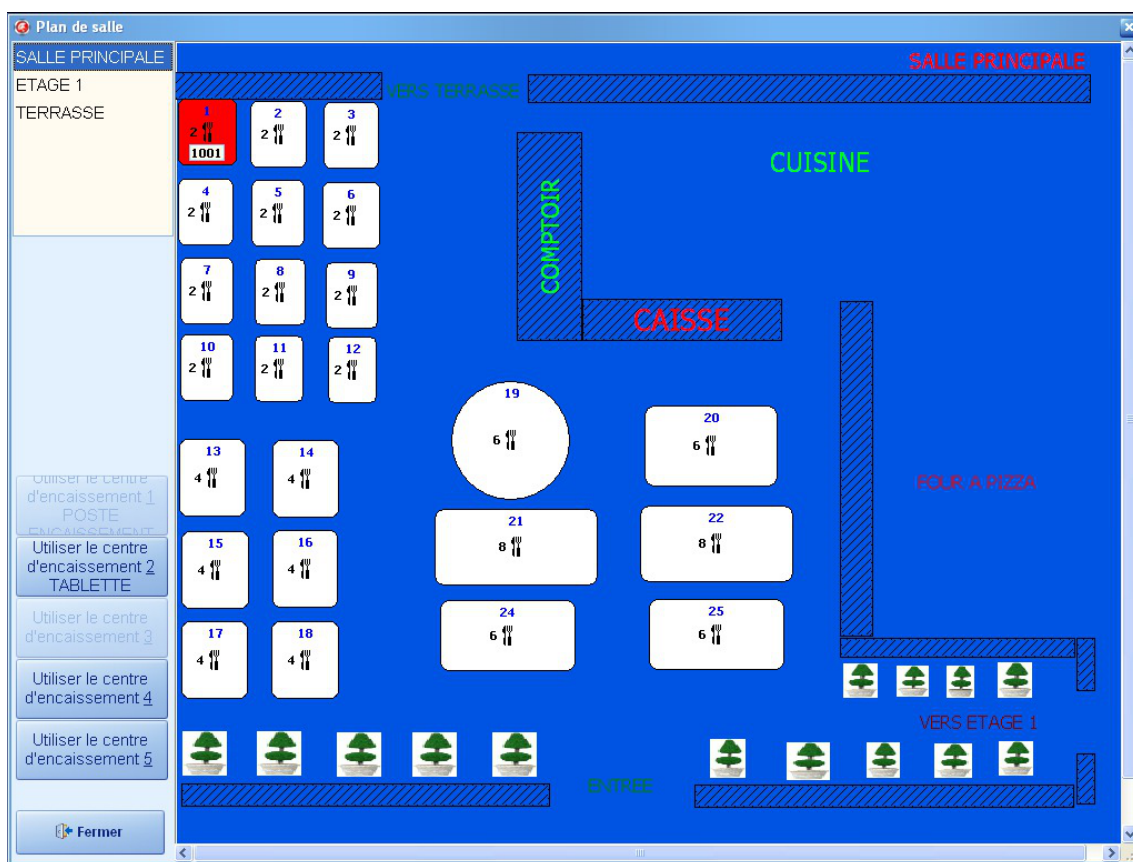 Plan de salle
SALLE PRINCIPALE
ETAGE 1
TERRASSE
Utiliser le centre
d'encaissement 1
POSTE
ENCAISSEMENT
Utiliser le centre
d'encaissement 2
TABLETTE
Utiliser le centre
d'encaissement 3
Utiliser le centre
d'encaissement 4
Utiliser le centre
d'encaissement 5
Fermer
SALLE PRINCIPALE
VERS TERRASSE
CUISINE
COMPTOIR
CAISSE
1
2
1001
2
2
3
2
4
2
5
2
6
2
7
2
8
2
9
2
10
2
11
2
12
2
13
4
14
4
15
4
16
4
17
4
18
4
19
6
20
6
21
8
22
8
24
6
25
6
FOUR A PIZZA
VERS ETAGE 1
ENTREE